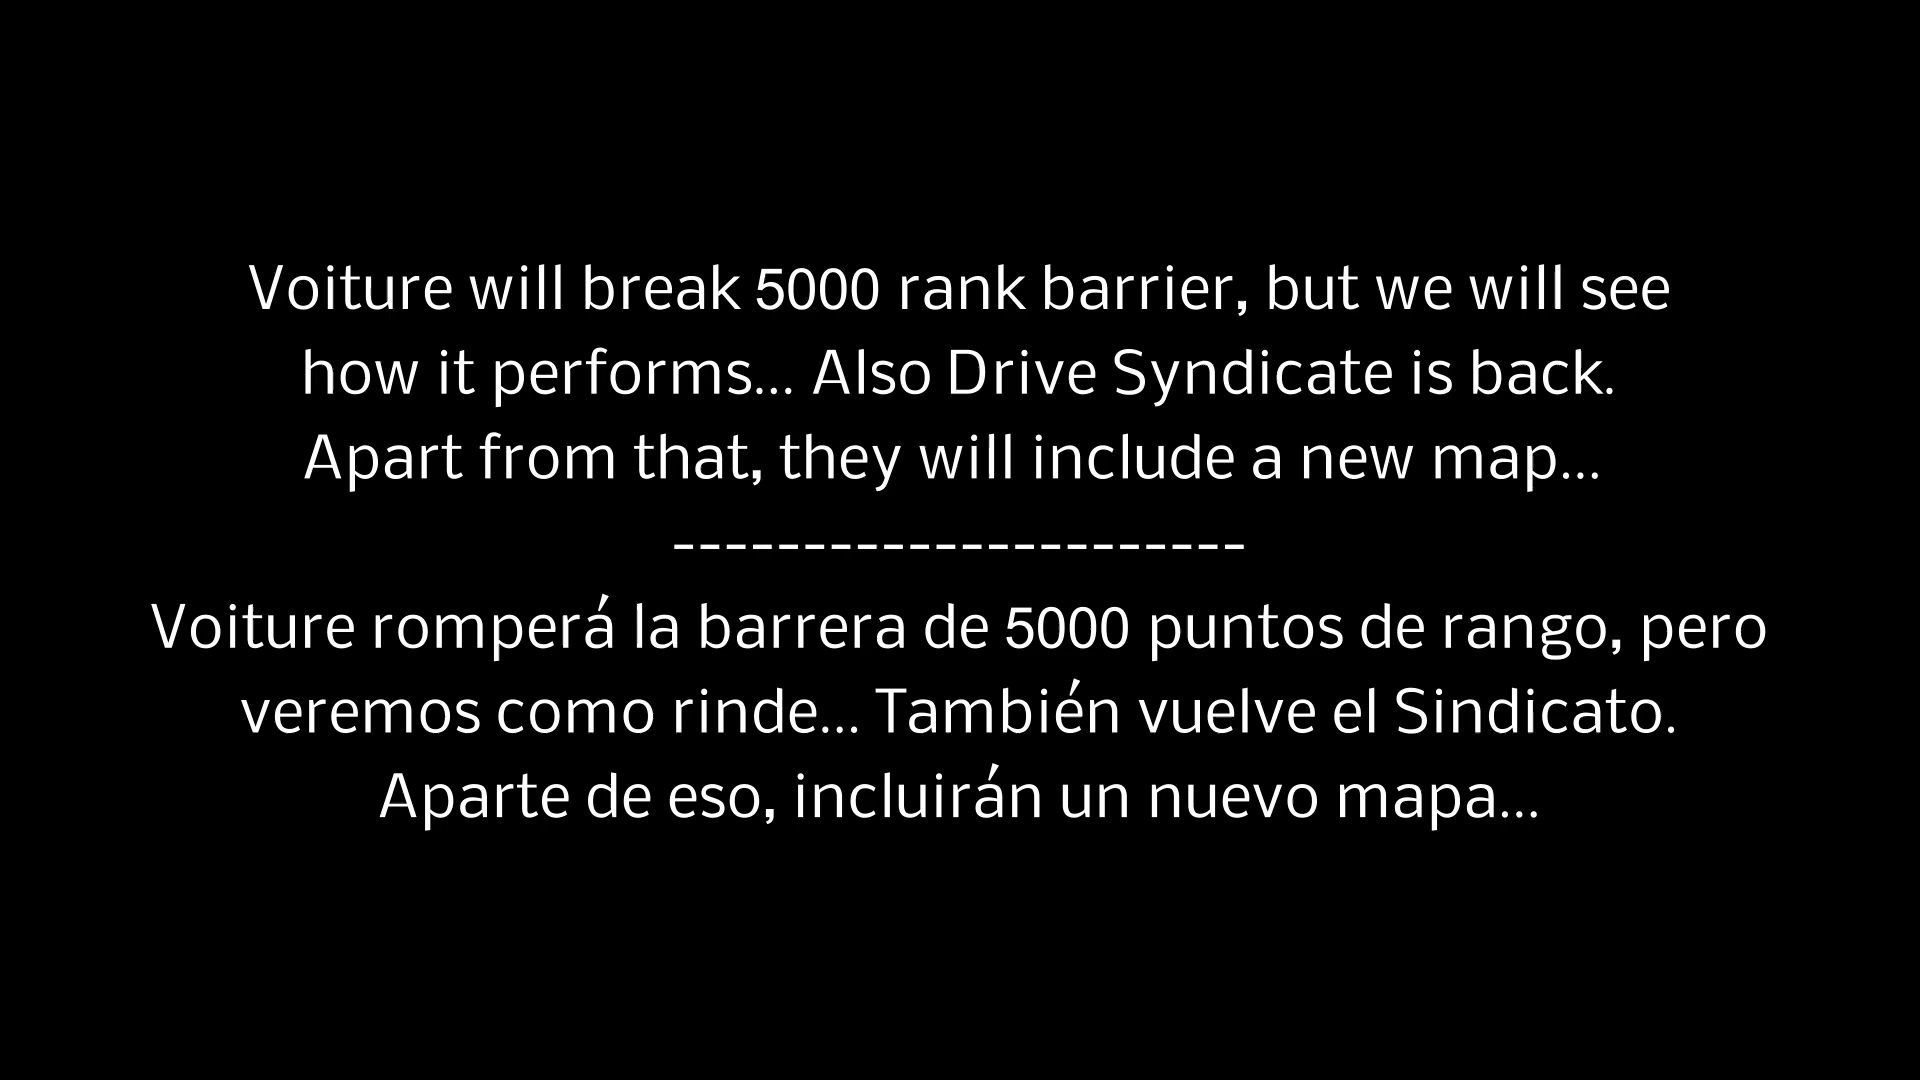 Voiture will break 5000 rank barrier, but we will see
how it performs... Also Drive Syndicate is back.
Apart from that, they will include a new map...
----------------------
Voiture romperá la barrera de 5000 puntos de rango, pero
veremos como rinde... También vuelve el Sindicato.
Aparte de eso, incluirán un nuevo mapa...